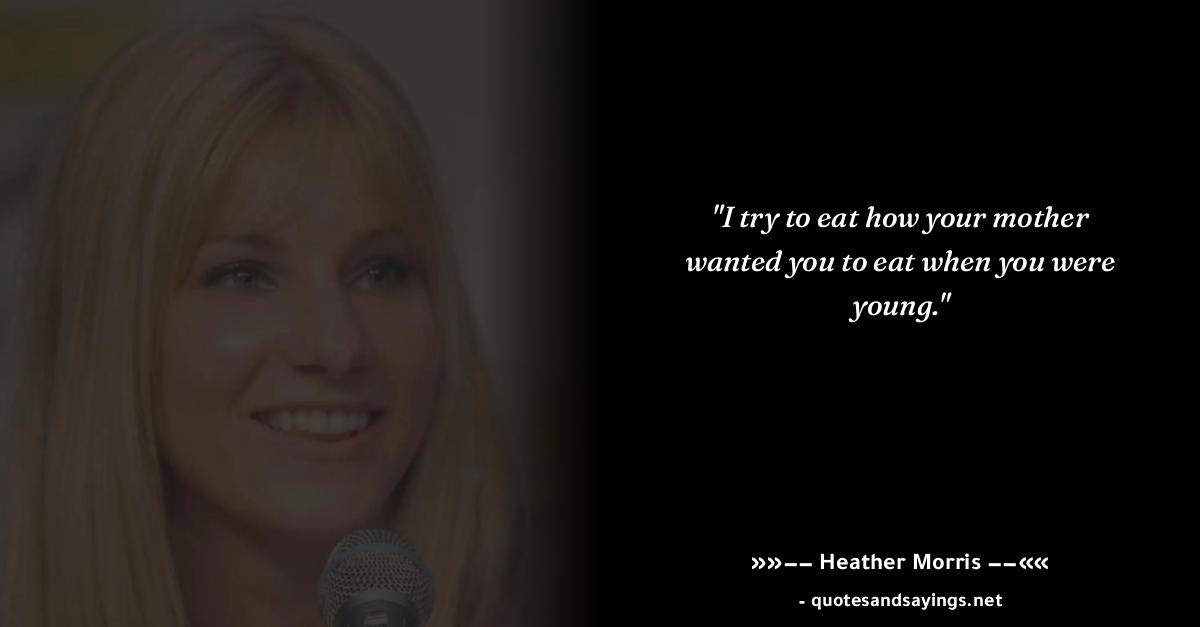 "I try to eat how your mother
wanted you to eat when you were
young."
»»—— Heather Morris ——««
- quotesandsayings.net